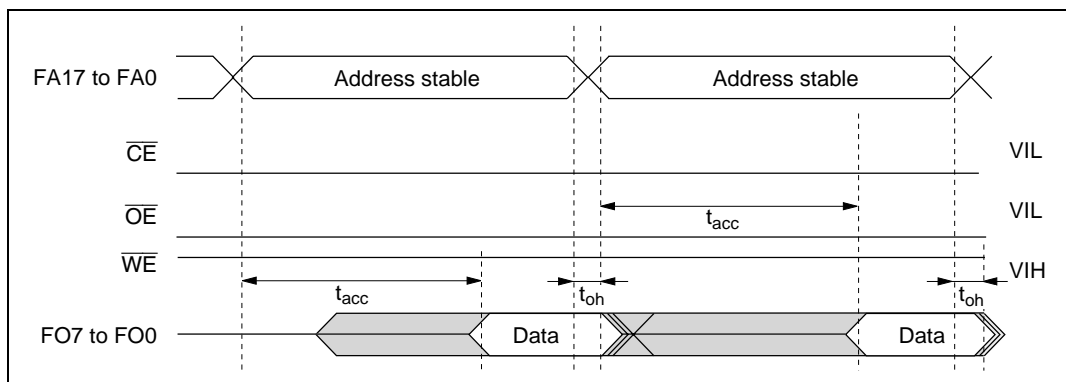 FA17 to FA0 Address stable Address stable
CE VIL
OE VIL
tacc
WE VIH
tacc toh toh
FO7 to FO0 Data Data